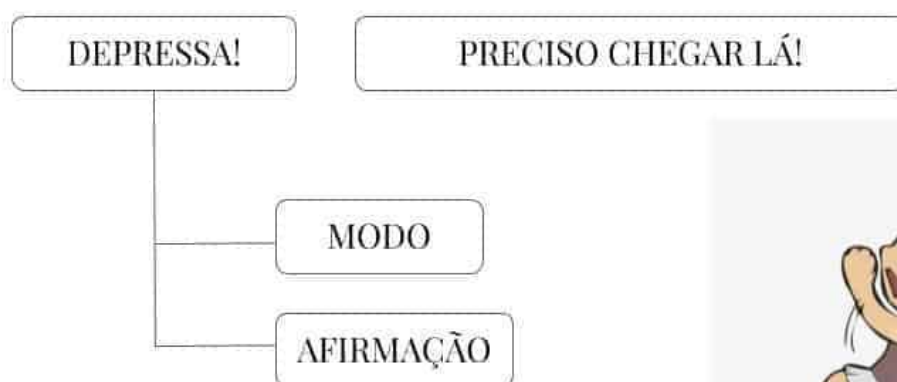 DEPRESSA!
PRECISO CHEGAR LÁ!
MODO
AFIRMAÇÃO